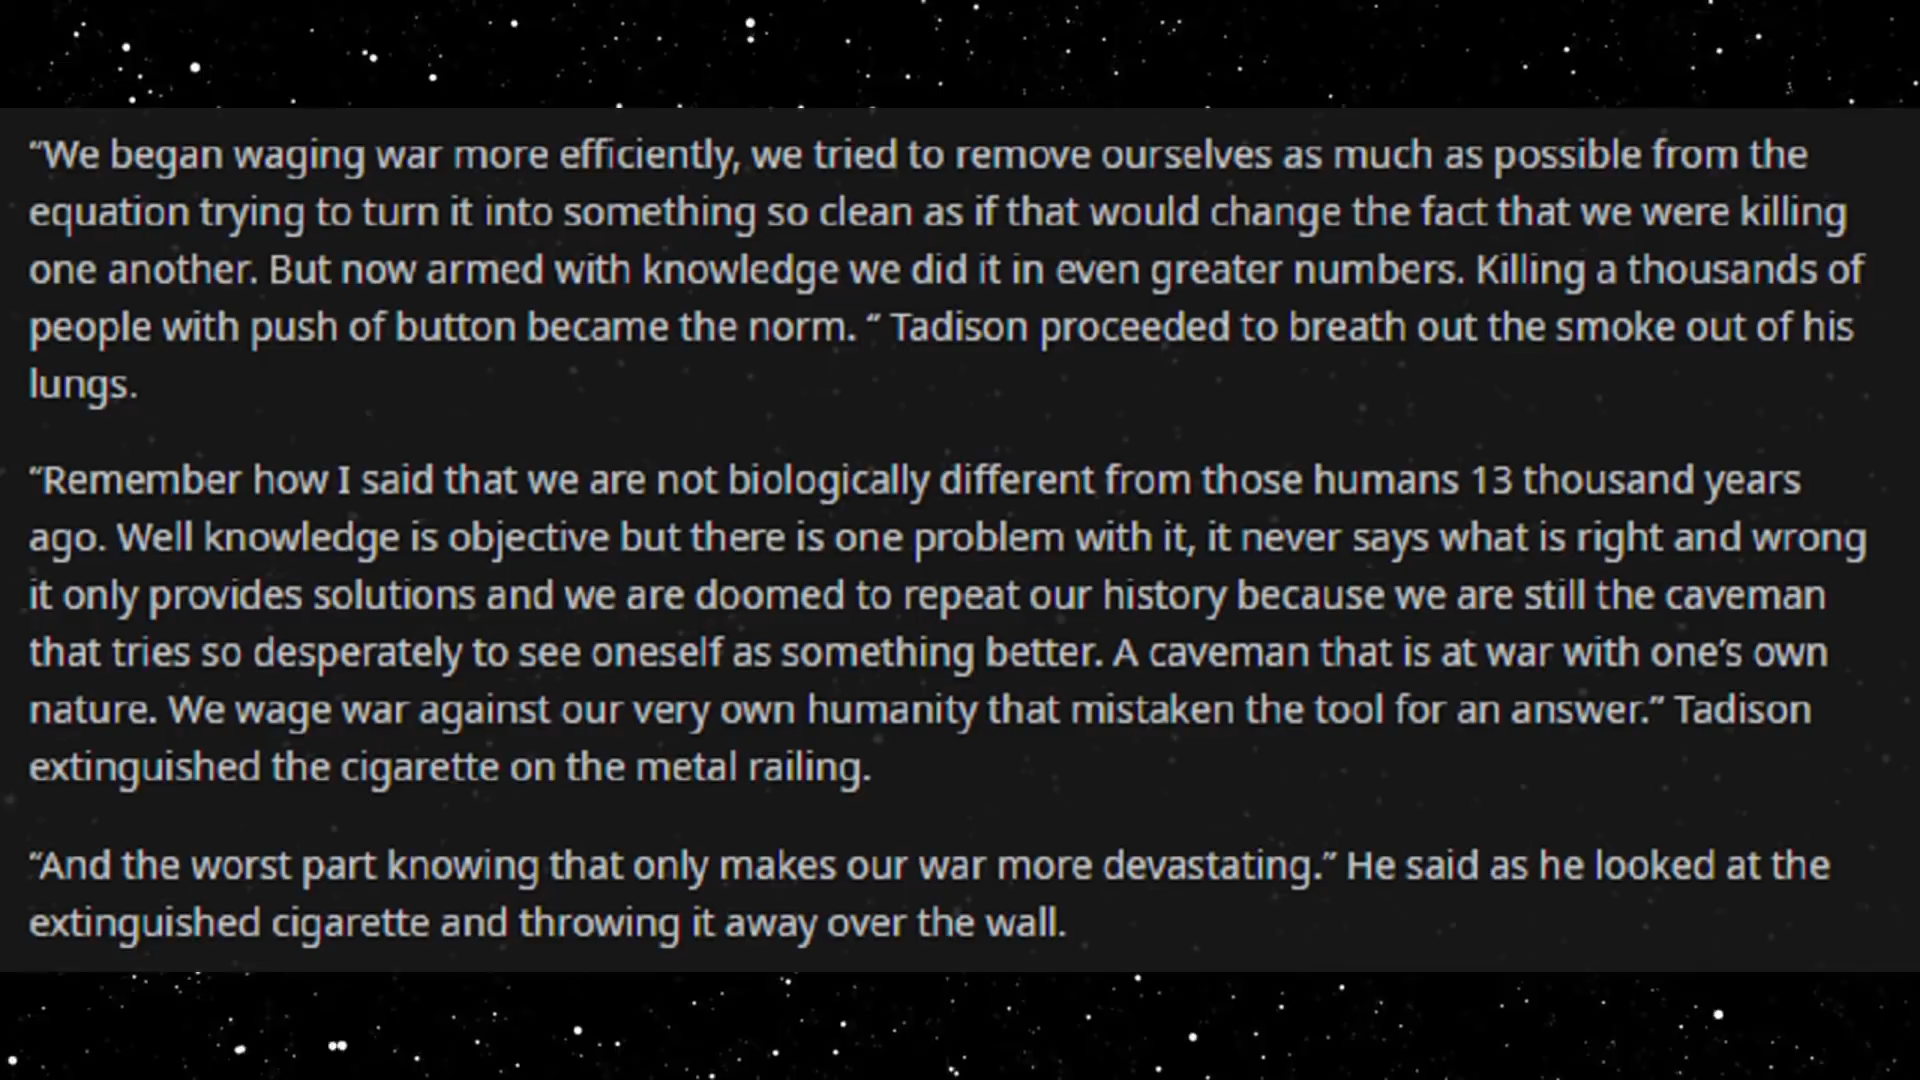 “We began waging war more efficiently, we tried to remove ourselves as much as possible from the
equation trying to turn it into something so clean as if that would change the fact that we were killing
one another. But now armed with knowledge we did it in even greater numbers. Killing a thousands of
people with push of button became the norm. “ Tadison proceeded to breath out the smoke out of his
lungs.
“Remember how I said that we are not biologically different from those humans 13 thousand years
ago. Well knowledge is objective but there is one problem with it, it never says what is right and wrong
it only provides solutions and we are doomed to repeat our history because we are still the caveman
that tries so desperately to see oneself as something better. A caveman that is at war with one’s own
nature. We wage war against our very own humanity that mistaken the tool for an answer.” Tadison
extinguished the cigarette on the metal railing.
“And the worst part knowing that only makes our war more devastating.” He said as he looked at the
extinguished cigarette and throwing it away over the wall.